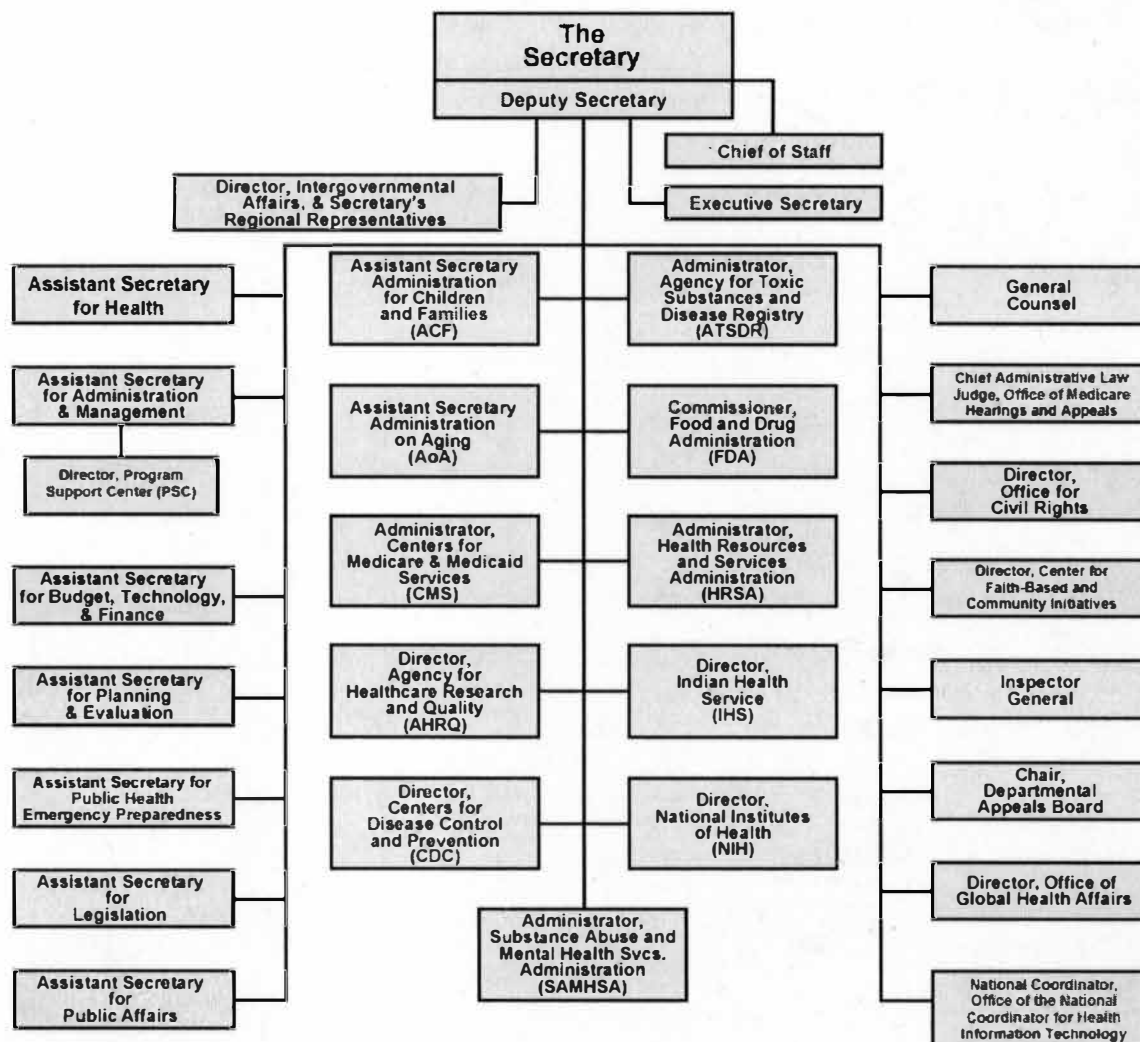 The
Secretary
Deputy Secretary
Chief of Staff
Director, Intergovernmental
Affairs, & Secretary's
Regional Representatives
Executive Secretary
Assistant Secretary
for Health
Assistant Secretary
for Administration
& Management
Director, Program
Support Center (PSC)
Assistant Secretary
for Budget, Technology,
& Finance
Assistant Secretary
for Planning
& Evaluation
Assistant Secretary for
Public Health
Emergency Preparedness
Assistant Secretary
for
Legislation
Assistant Secretary
for
Public Affairs
Assistant Secretary
Administration
for Children
and Families
(ACF)
Administrator,
Agency for Toxic
Substances and
Disease Registry
(ATSDR)
Assistant Secretary
Administration
on Aging
(AoA)
Commissioner,
Food and Drug
Administration
(FDA)
Administrator,
Centers for
Medicare & Medicaid
Services
(CMS)
Administrator,
Health Resources
and Services
Administration
(HRSA)
Director,
Agency for
Healthcare Research
and Quality
(AHRQ)
Director,
Indian Health
Service
(IHS)
Director,
Centers for
Disease Control
and Prevention
(CDC)
Director,
National Institutes
of Health
(NIH)
Administrator,
Substance Abuse and
Mental Health Svcs.
Administration
(SAMHSA)
General
Counsel
Chief Administrative Law
Judge, Office of Medicare
Hearings and Appeals
Director,
Office for
Civil Rights
Director, Center for
Faith-Based and
Community Initiatives
Inspector
General
Chair,
Departmental
Appeals Board
Director, Office of
Global Health Affairs
National Coordinator,
Office of the National
Coordinator for Health
Information Technology